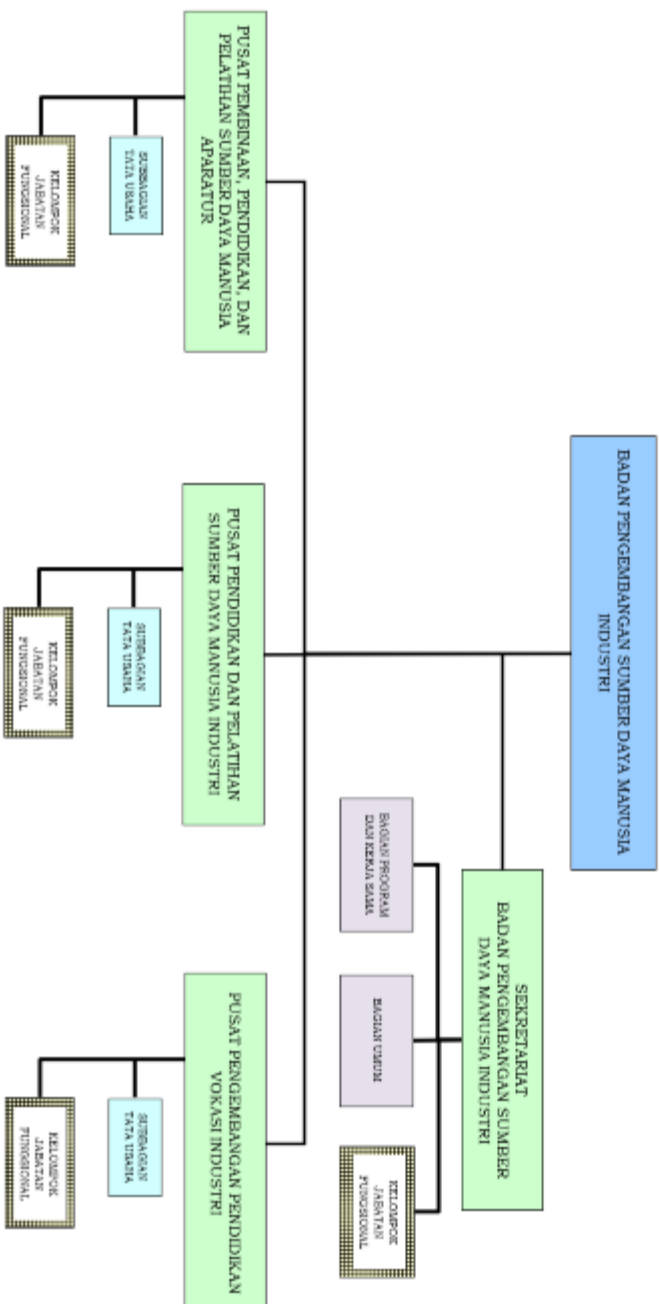 BADAN PENGEMBANGAN SUMBER DAYA MANUSIA
INDUSTRI
SEKRETARIAT
BADAN PENGEMBANGAN SUMBER
DAYA MANUSIA INDUSTRI
BAGIAN PROGRAM
DAN KERJA SAMA
BAGIAN UMUM
KELOMPOK
JABATAN
FUNGSIONAL
PUSAT PEMBINAAN, PENDIDIKAN, DAN
PELATIHAN SUMBER DAYA MANUSIA
APARATUR
SUBBAGIAN
TATA USAHA
KELOMPOK
JABATAN
FUNGSIONAL
PUSAT PENDIDIKAN DAN PELATIHAN
SUMBER DAYA MANUSIA INDUSTRI
SUBBAGIAN
TATA USAHA
KELOMPOK
JABATAN
FUNGSIONAL
PUSAT PENGEMBANGAN PENDIDIKAN
VOKASI INDUSTRI
SUBBAGIAN
TATA USAHA
KELOMPOK
JABATAN
FUNGSIONAL